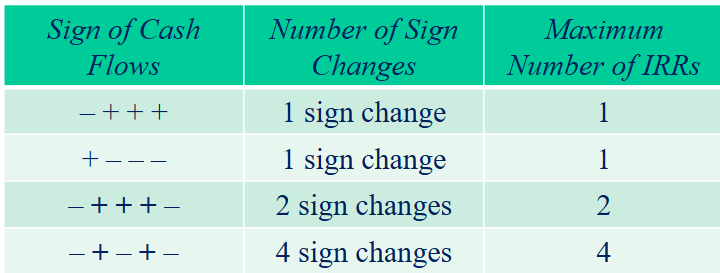 Sign of Cash Flows | Number of Sign Changes | Maximum Number of IRRs
– + + + | 1 sign change | 1
+ – – – | 1 sign change | 1
– + + + – | 2 sign changes | 2
– + – + – | 4 sign changes | 4